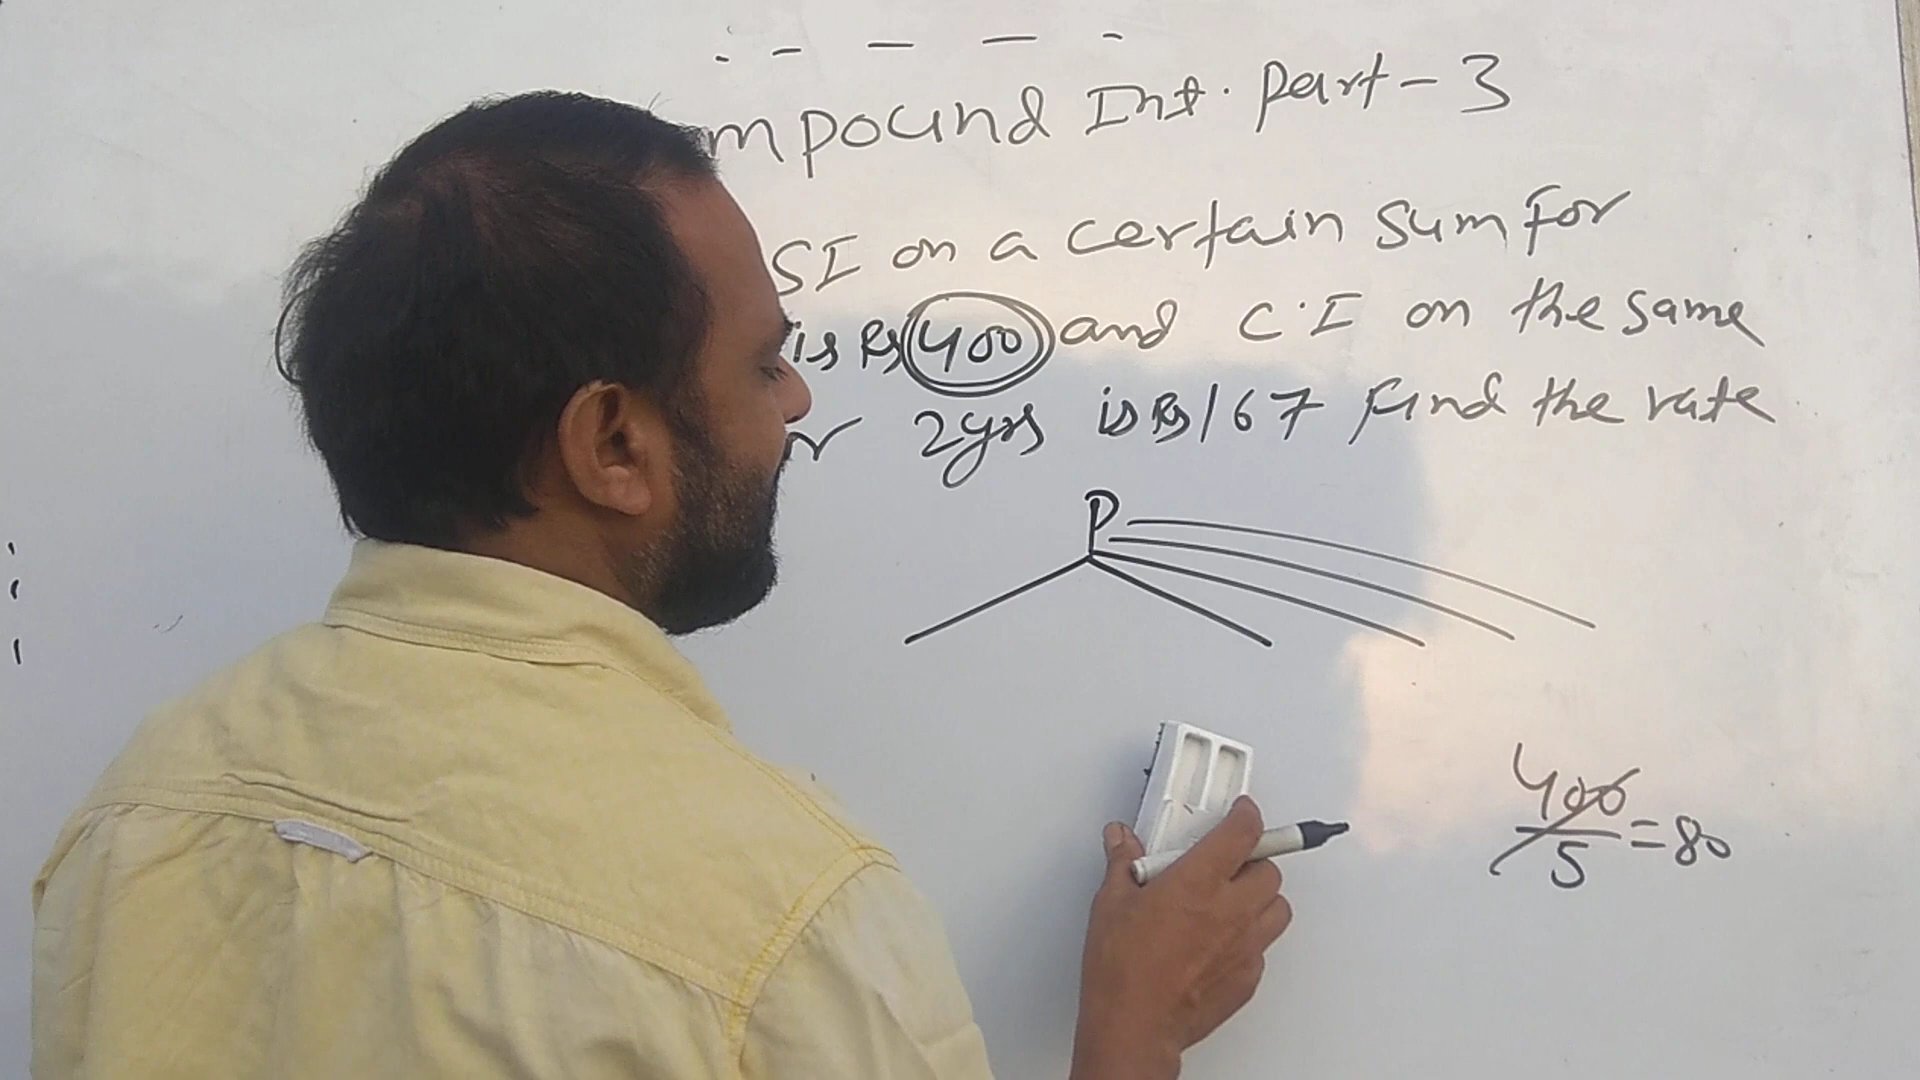 mpound Int. Part-3
SI on a certain sum for
is Rs 400 and C.I on the same
r 2yrs is Rs 167 Find the rate
P
400
5 = 80